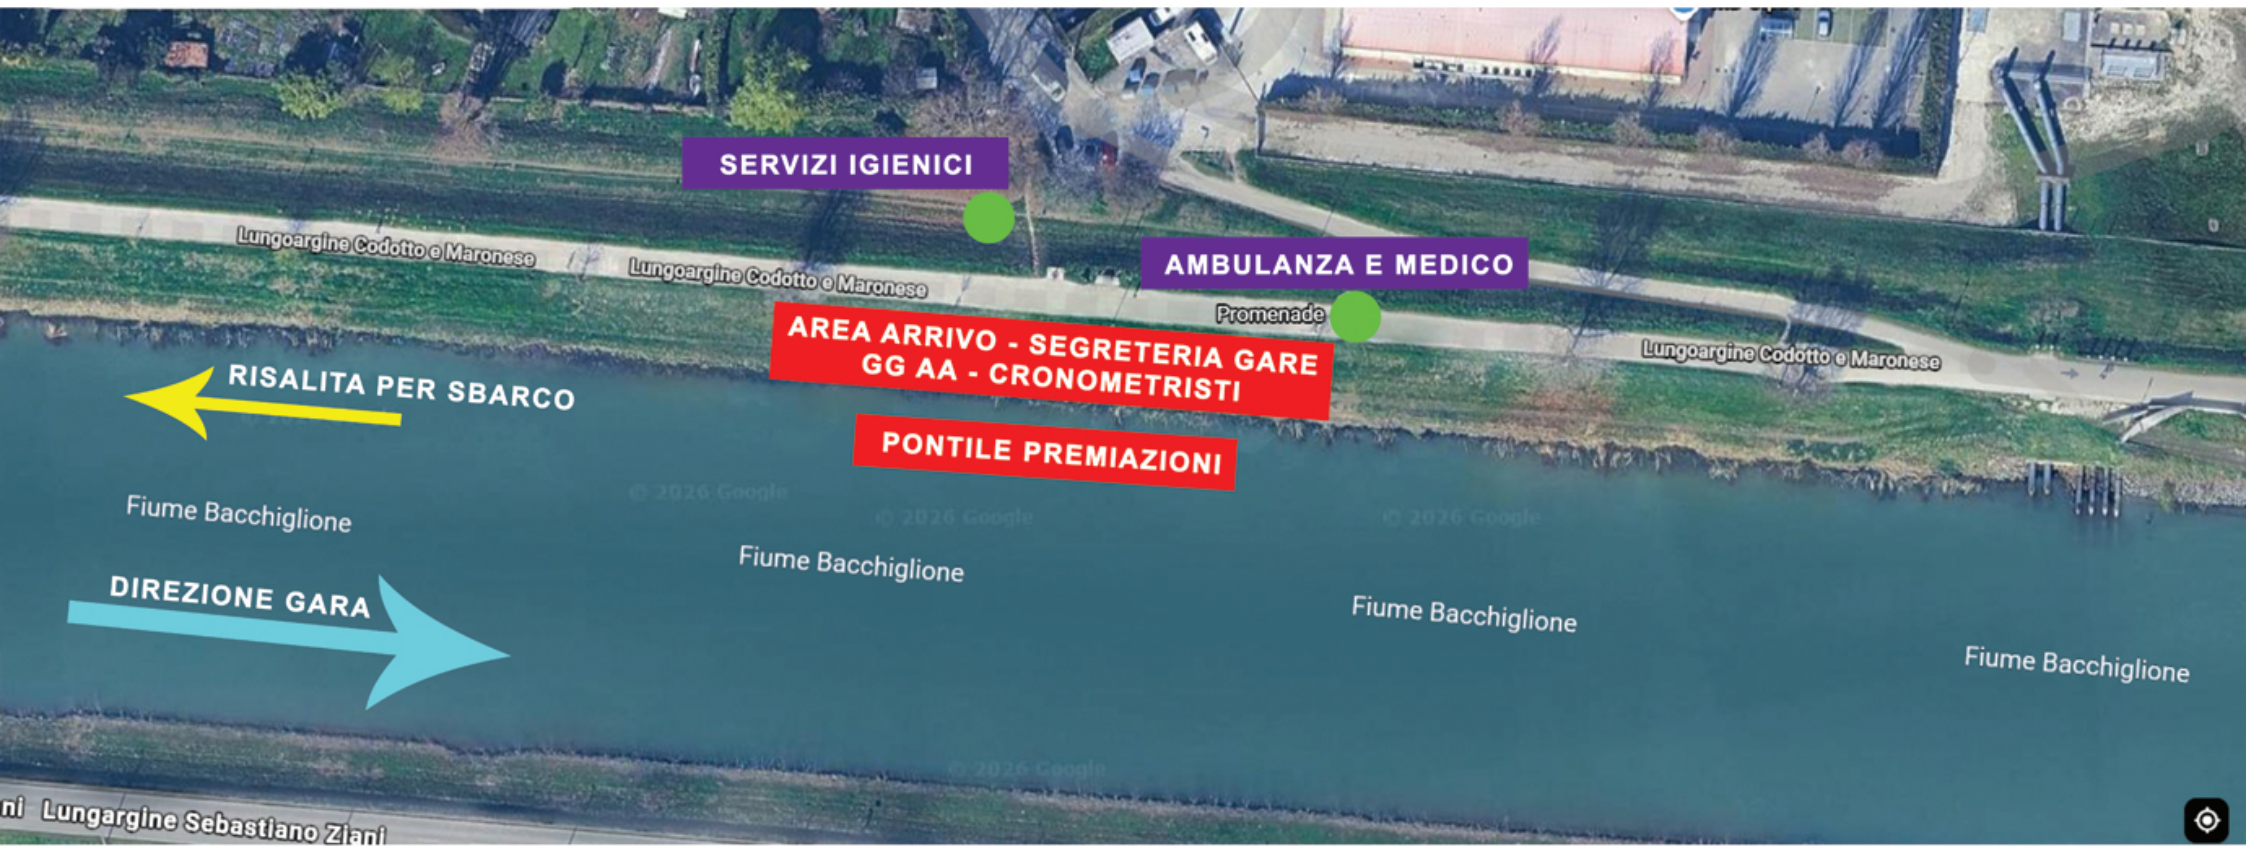 SERVIZI IGIENICI
Lungoargine Codotto e Maronese
Lungoargine Codotto e Maronese
AMBULANZA E MEDICO
Promenade
AREA ARRIVO - SEGRETERIA GARE
GG AA - CRONOMETRISTI
Lungoargine Codotto e Maronese
RISALITA PER SBARCO
PONTILE PREMIAZIONI
© 2026 Google
© 2026 Google
© 2026 Google
Fiume Bacchiglione
Fiume Bacchiglione
DIREZIONE GARA
Fiume Bacchiglione
Fiume Bacchiglione
© 2026 Google
ni Lungargine Sebastiano Ziani